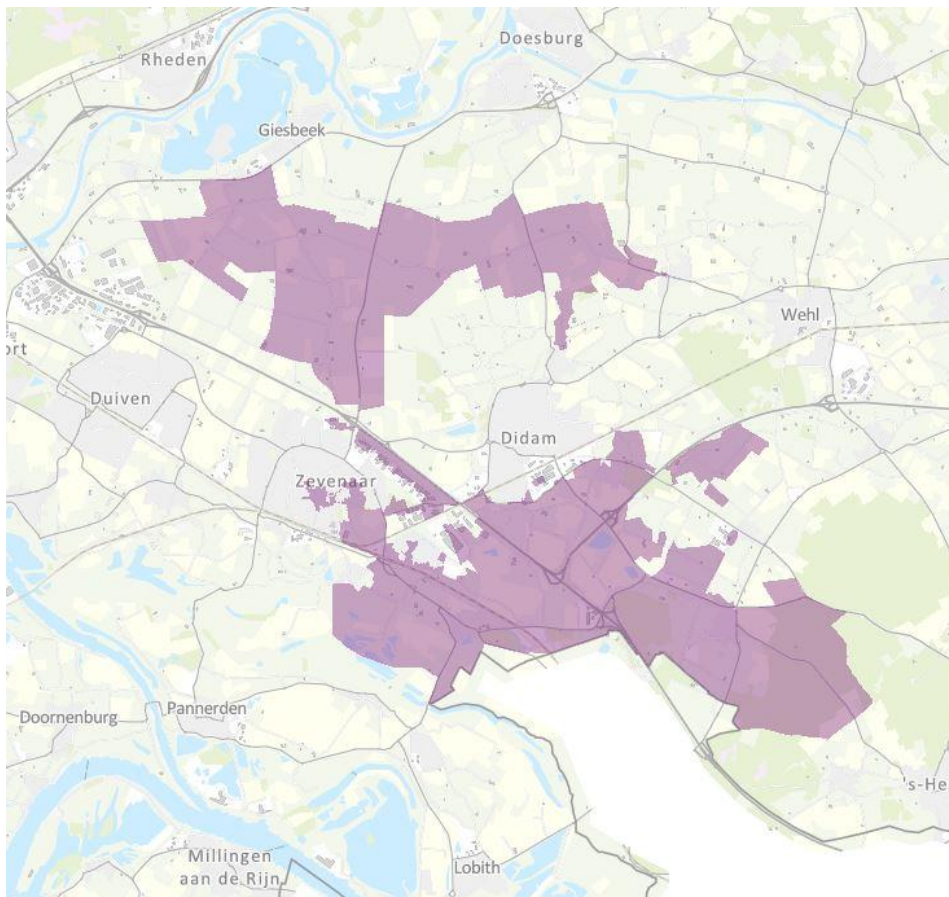 Doesburg
Rheden
Giesbeek
Wehl
ort
Duiven
Didam
Zevenaar
Doornenburg
Pannerden
's-He
Millingen
aan de Rijn
Lobith